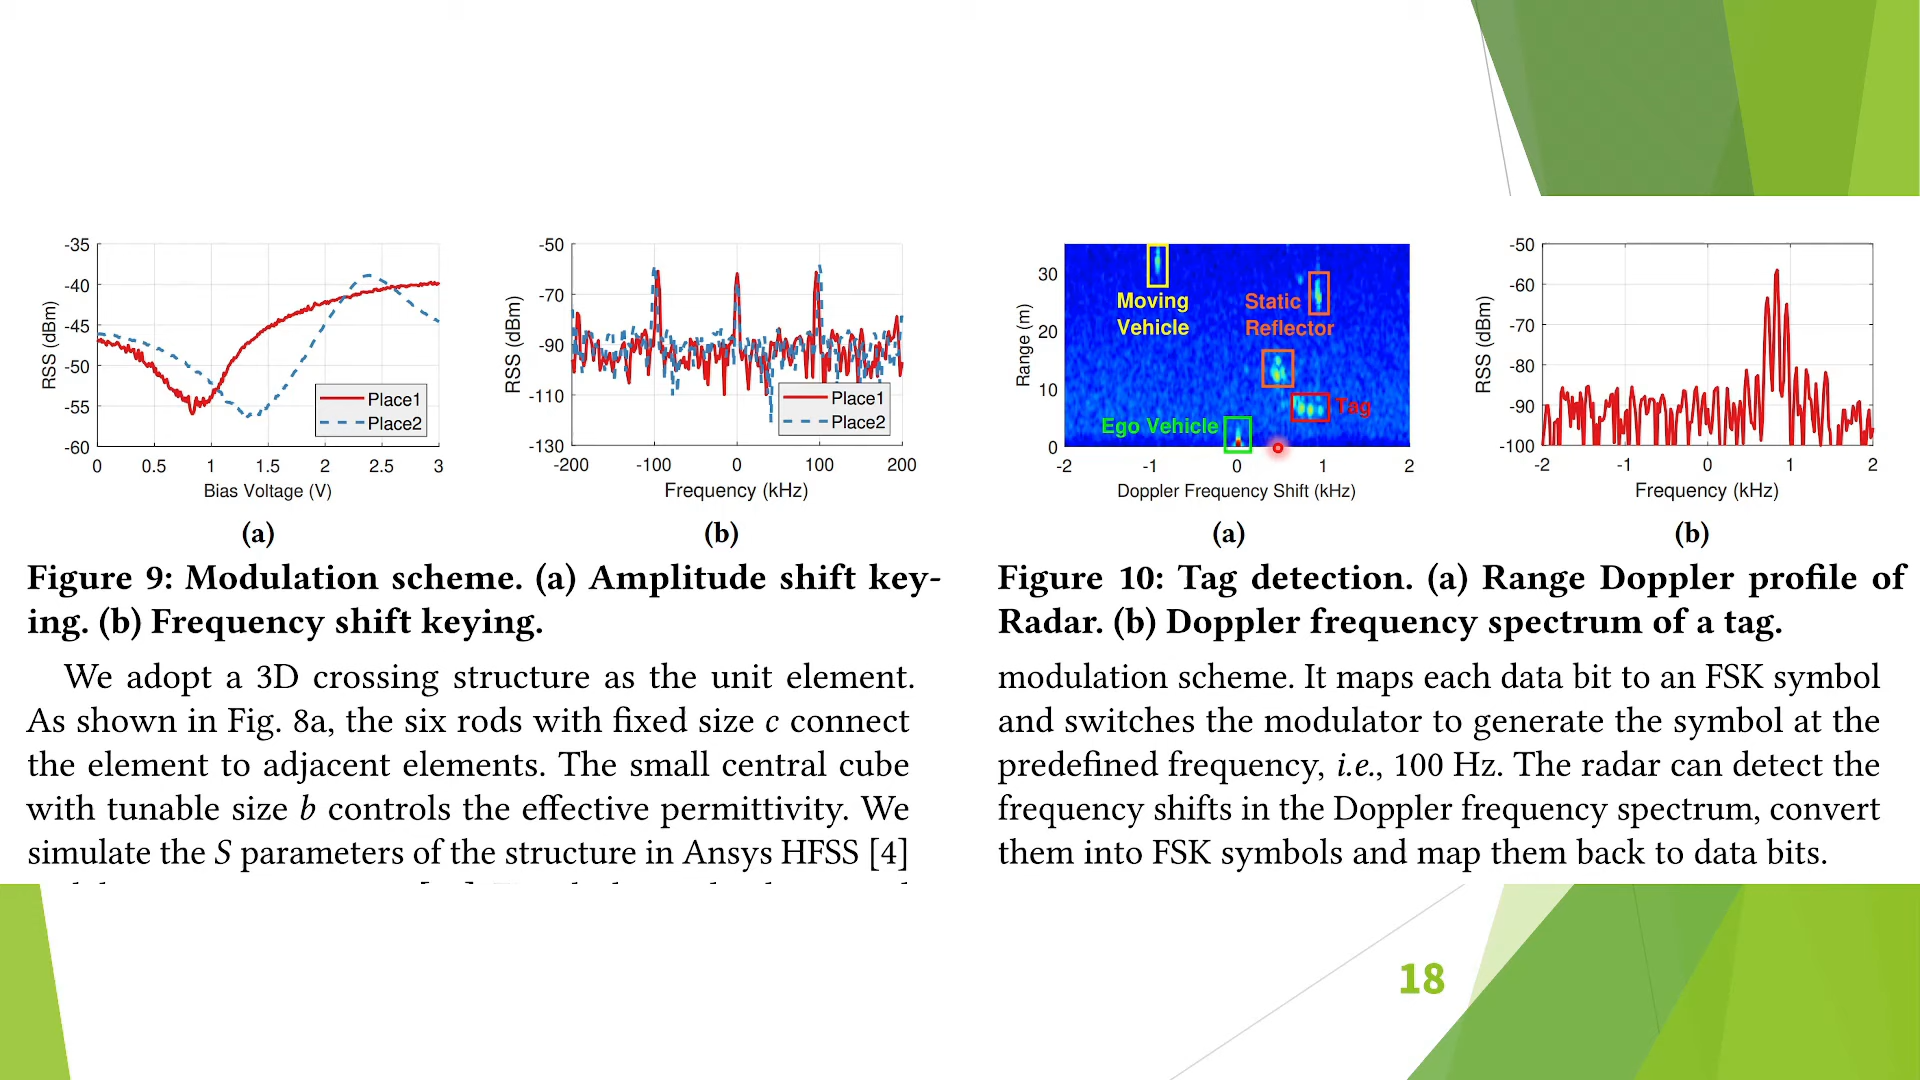 -35
-40
-45
-50
-55
-60
RSS (dBm)
0 0.5 1 1.5 2 2.5 3
Bias Voltage (V)
Place1
Place2
(a)
-50
-70
-90
-110
-130
RSS (dBm)
-200 -100 0 100 200
Frequency (kHz)
Place1
Place2
(b)
Figure 9: Modulation scheme. (a) Amplitude shift key-
ing. (b) Frequency shift keying.
We adopt a 3D crossing structure as the unit element.
As shown in Fig. 8a, the six rods with fixed size c connect
the element to adjacent elements. The small central cube
with tunable size b controls the effective permittivity. We
simulate the S parameters of the structure in Ansys HFSS [4]
30
20
10
0
Range (m)
Moving
Vehicle
Static
Reflector
Tag
Ego Vehicle
-2 -1 0 1 2
Doppler Frequency Shift (kHz)
(a)
-50
-60
-70
-80
-90
-100
RSS (dBm)
-2 -1 0 1 2
Frequency (kHz)
(b)
Figure 10: Tag detection. (a) Range Doppler profile of
Radar. (b) Doppler frequency spectrum of a tag.
modulation scheme. It maps each data bit to an FSK symbol
and switches the modulator to generate the symbol at the
predefined frequency, i.e., 100 Hz. The radar can detect the
frequency shifts in the Doppler frequency spectrum, convert
them into FSK symbols and map them back to data bits.
18